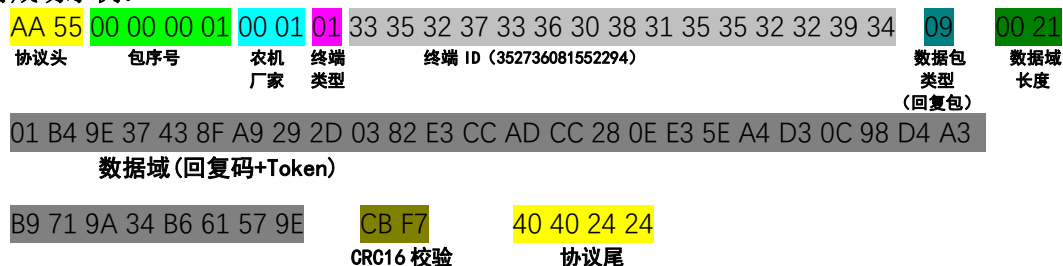 AA 55 00 00 00 01 00 01 01 33 35 32 37 33 36 30 38 31 35 35 32 32 39 34 09 00 21
协议头 包序号 农机厂家 终端类型 终端 ID（352736081552294） 数据包类型（回复包） 数据域长度
01 B4 9E 37 43 8F A9 29 2D 03 82 E3 CC AD CC 28 0E E3 5E A4 D3 0C 98 D4 A3
数据域(回复码+Token)
B9 71 9A 34 B6 61 57 9E CB F7 40 40 24 24
CRC16 校验 协议尾